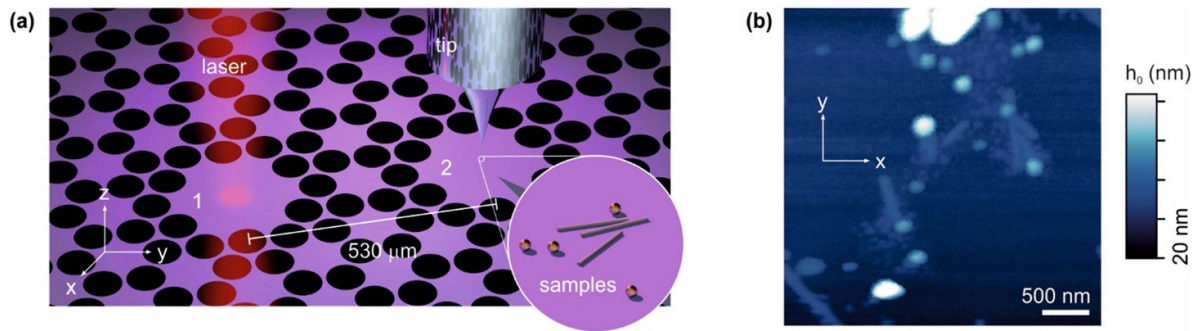 (a)
laser
tip
1
2
z
y
x
530 μm
samples
(b)
y
x
500 nm
h₀ (nm)
20 nm